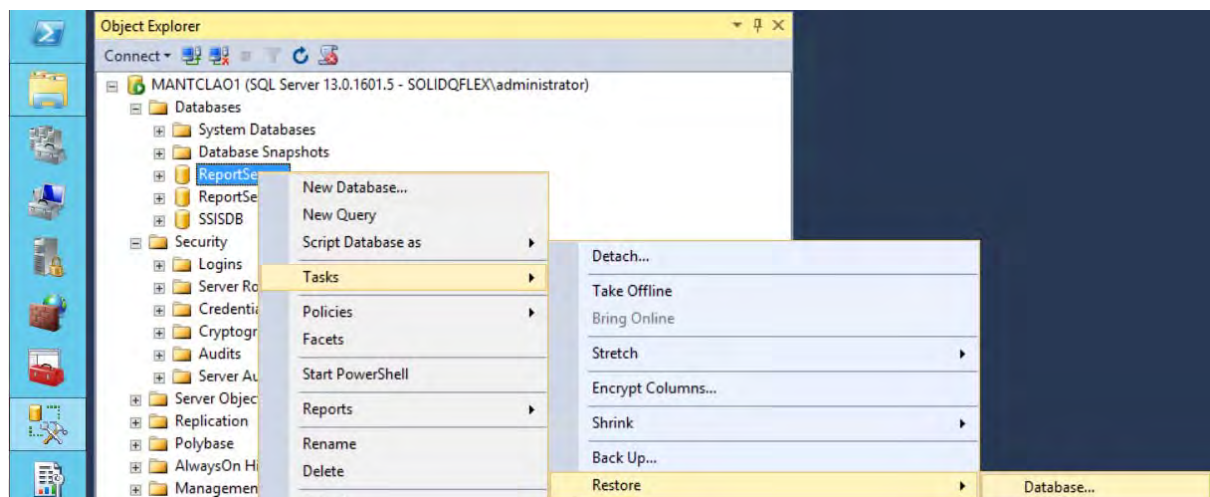 Object Explorer
Connect
MANTCLAO1 (SQL Server 13.0.1601.5 - SOLIDQFLEX\administrator)
Databases
System Databases
Database Snapshots
ReportSe
ReportSe
SSISDB
Security
Logins
Server Ro
Credentia
Cryptogr
Audits
Server Au
Server Objec
Replication
Polybase
AlwaysOn Hi
Managemen
New Database...
New Query
Script Database as
Tasks
Policies
Facets
Start PowerShell
Reports
Rename
Delete
Detach...
Take Offline
Bring Online
Stretch
Encrypt Columns...
Shrink
Back Up...
Restore
Database...